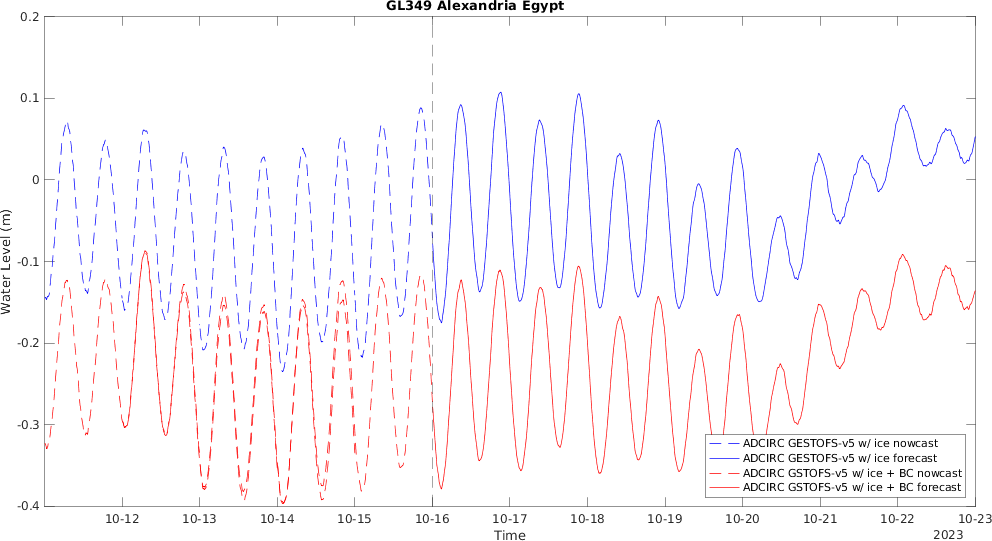 GL349 Alexandria Egypt
0.2
0.1
0
-0.1
-0.2
-0.3
-0.4
Water Level (m)
10-12
10-13
10-14
10-15
10-16
10-17
10-18
10-19
10-20
10-21
10-22
10-23
Time
2023
ADCIRC GESTOFS-v5 w/ ice nowcast
ADCIRC GESTOFS-v5 w/ ice forecast
ADCIRC GSTOFS-v5 w/ ice + BC nowcast
ADCIRC GSTOFS-v5 w/ ice + BC forecast